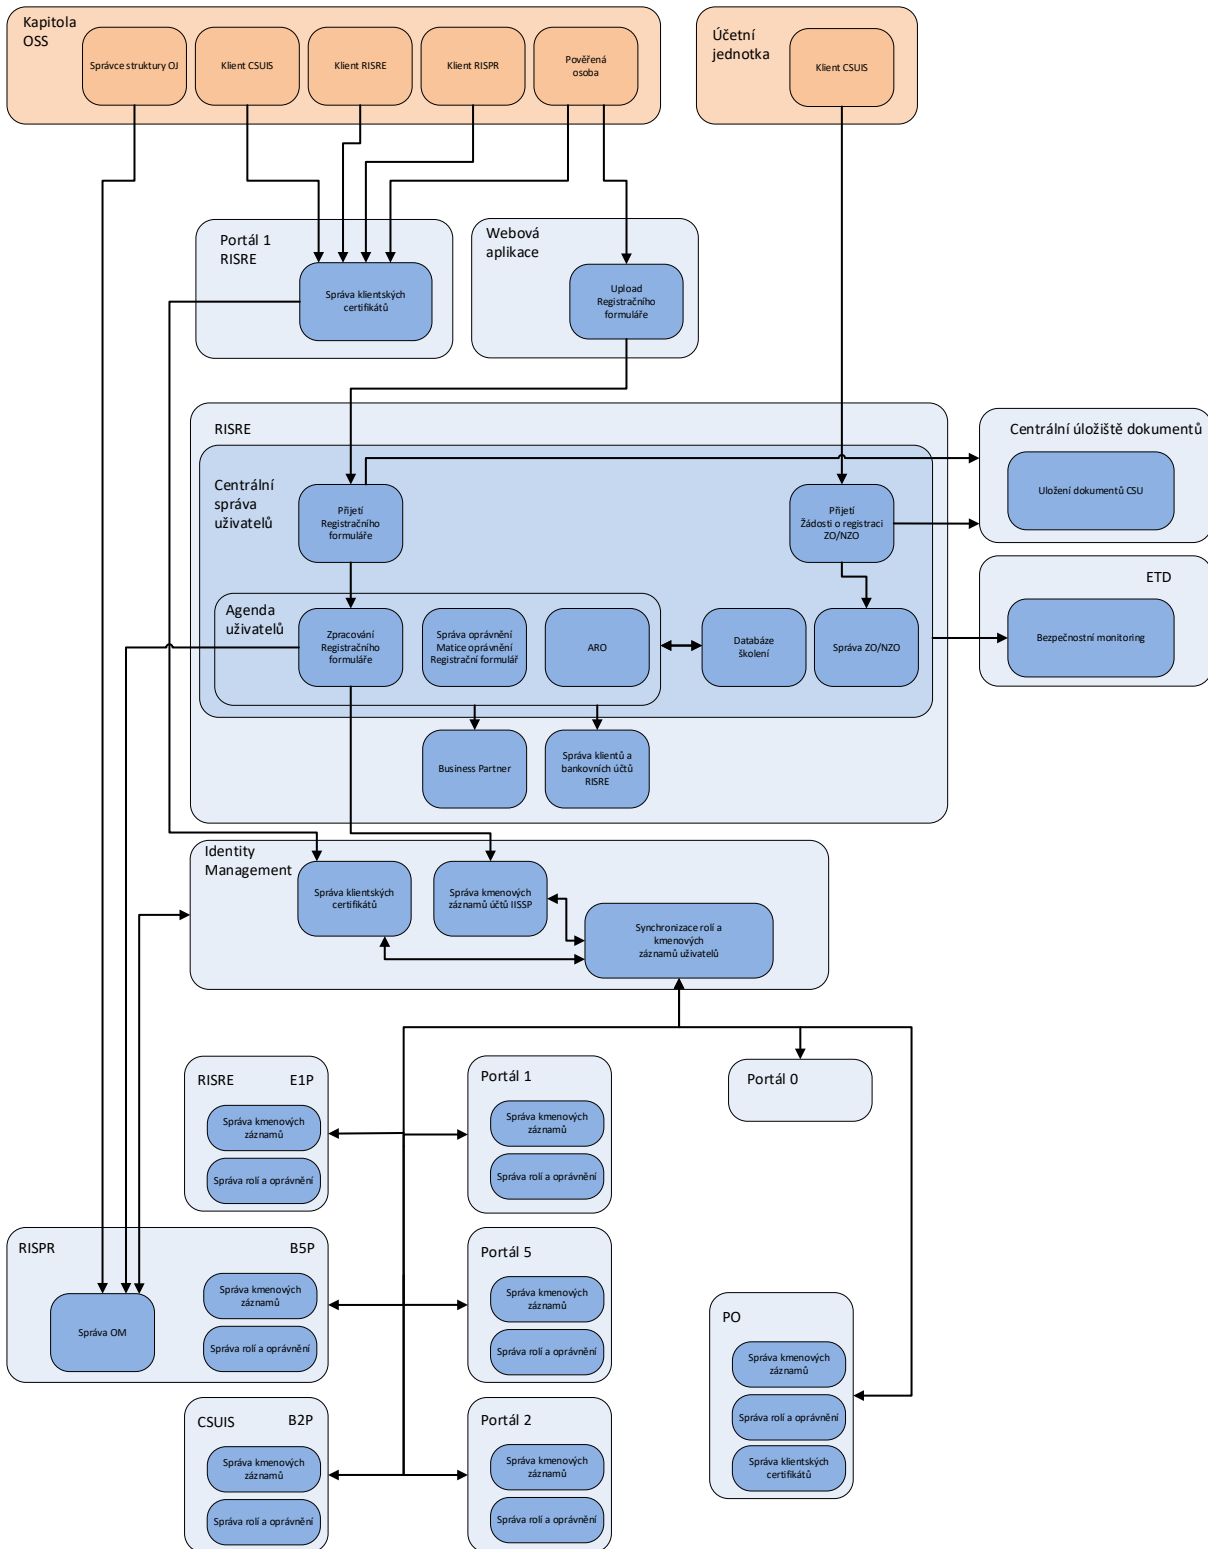 Kapitola
OSS
Správce struktury OJ
Klient CSUIS
Klient RISRE
Klient RISPR
Pověřená
osoba
Účetní
jednotka
Klient CSUIS
Portál 1
RISRE
Správa klientských
certifikátů
Webová
aplikace
Upload
Registračního
formuláře
RISRE
Centrální
správa
uživatelů
Přijetí
Registračního
formuláře
Přijetí
Žádosti o registraci
ZO/NZO
Centrální úložiště dokumentů
Uložení dokumentů CSU
ETD
Bezpečnostní monitoring
Agenda
uživatelů
Zpracování
Registračního
formuláře
Správa oprávnění
Matice oprávnění
Registrační formulář
ARO
Databáze
školení
Správa ZO/NZO
Business Partner
Správa klientů a
bankovních účtů
RISRE
Identity
Management
Správa klientských
certifikátů
Správa kmenových
záznamů účtů IISSP
Synchronizace rolí a
kmenových
záznamů uživatelů
RISRE
E1P
Správa kmenových
záznamů
Správa rolí a oprávnění
Portál 1
Správa kmenových
záznamů
Správa rolí a oprávnění
Portál 0
RISPR
B5P
Správa OM
Správa kmenových
záznamů
Správa rolí a oprávnění
Portál 5
Správa kmenových
záznamů
Správa rolí a oprávnění
PO
Správa kmenových
záznamů
Správa rolí a oprávnění
Správa klientských
certifikátů
CSUIS
B2P
Správa kmenových
záznamů
Správa rolí a oprávnění
Portál 2
Správa kmenových
záznamů
Správa rolí a oprávnění